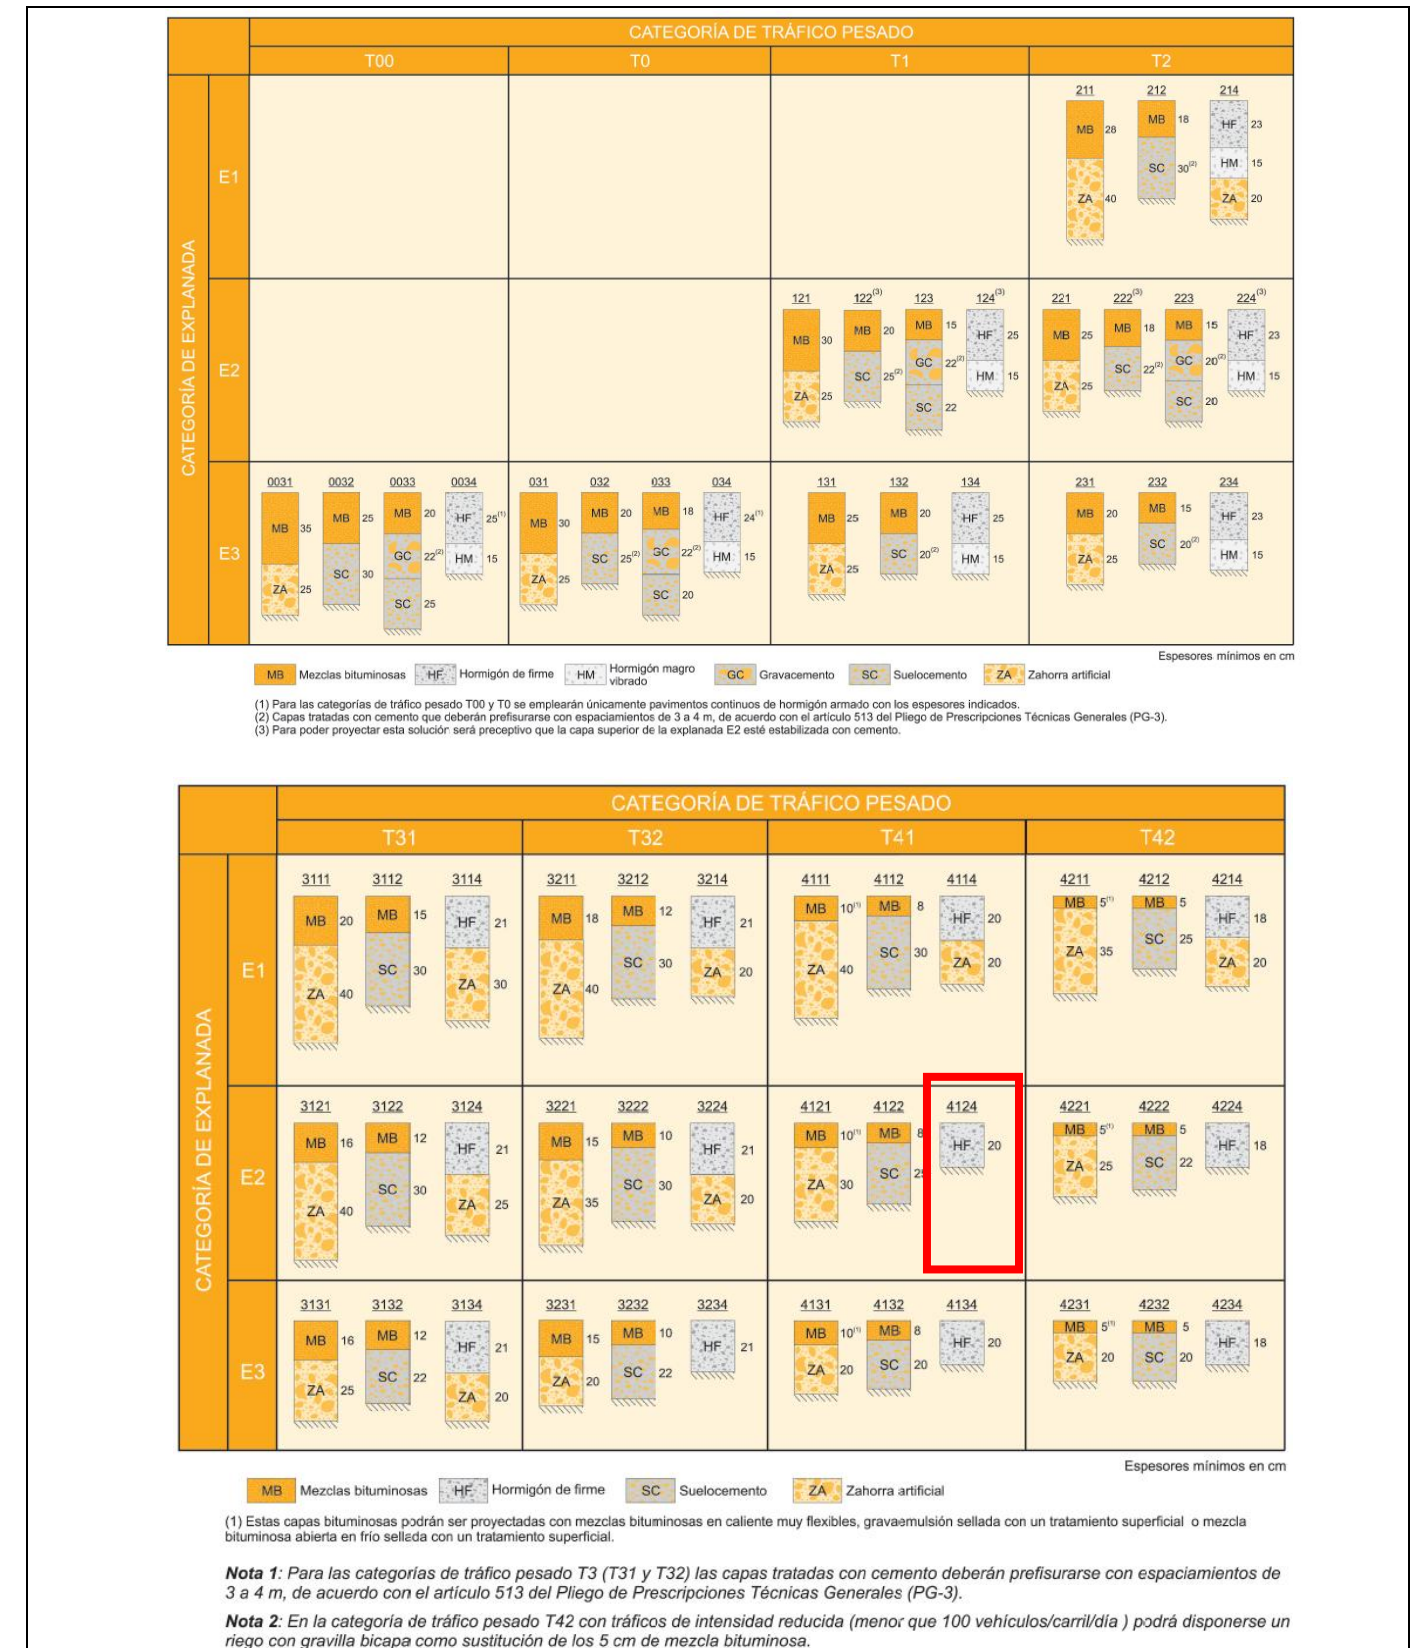 CATEGORÍA DE TRÁFICO PESADO
T00 T0 T1 T2
CATEGORÍA DE EXPLANADA
E1
211 212 214
MB 28 MB 18 HF 23
SC 30(2) HM 15
ZA 40 ZA 20
E2
121 122(3) 123 124(3) 221 222(3) 223 224(3)
MB 30 MB 20 MB 15 HF 25 MB 25 MB 18 MB 15 HF 23
ZA 25 SC 25(2) GC 22(2) HM 15 ZA 25 SC 22(2) GC 20(2) HM 15
SC 22 SC 20
E3
0031 0032 0033 0034 031 032 033 034 131 132 134 231 232 234
MB 35 MB 25 MB 20 HF 25(1) MB 30 MB 20 MB 18 HF 24(1) MB 25 MB 20 HF 25 MB 20 MB 15 HF 23
ZA 25 SC 30 GC 22(2) HM 15 ZA 25 SC 25(2) GC 22(2) HM 15 ZA 25 SC 20(2) HM 15 ZA 25 SC 20(2) HM 15
SC 25 SC 20
Espesores mínimos en cm
MB Mezclas bituminosas HF Hormigón de firme HM Hormigón magro vibrado GC Gravacemento SC Suelocemento ZA Zahorra artificial
(1) Para las categorías de tráfico pesado T00 y T0 se emplearán únicamente pavimentos continuos de hormigón armado con los espesores indicados.
(2) Capas tratadas con cemento que deberán prefisurarse con espaciamientos de 3 a 4 m, de acuerdo con el artículo 513 del Pliego de Prescripciones Técnicas Generales (PG-3).
(3) Para poder proyectar esta solución será preceptivo que la capa superior de la explanada E2 esté estabilizada con cemento.
CATEGORÍA DE TRÁFICO PESADO
T31 T32 T41 T42
CATEGORÍA DE EXPLANADA
E1
3111 3112 3114 3211 3212 3214 4111 4112 4114 4211 4212 4214
MB 20 MB 15 HF 21 MB 18 MB 12 HF 21 MB 10(1) MB 8 HF 20 MB 5(1) MB 5 HF 18
ZA 40 SC 30 ZA 30 ZA 40 SC 30 ZA 20 ZA 40 SC 30 ZA 20 ZA 35 SC 25 ZA 20
E2
3121 3122 3124 3221 3222 3224 4121 4122 4124 4221 4222 4224
MB 16 MB 12 HF 21 MB 15 MB 10 HF 21 MB 10(1) MB 8 HF 20 MB 5(1) MB 5 HF 18
ZA 40 SC 30 ZA 25 ZA 35 SC 30 ZA 20 ZA 30 SC 25 ZA 25 SC 22
E3
3131 3132 3134 3231 3232 3234 4131 4132 4134 4231 4232 4234
MB 16 MB 12 HF 21 MB 15 MB 10 HF 21 MB 10(1) MB 8 HF 20 MB 5(1) MB 5 HF 18
ZA 25 SC 22 ZA 20 ZA 20 SC 22 ZA 20 SC 20 ZA 20 SC 20
Espesores mínimos en cm
MB Mezclas bituminosas HF Hormigón de firme SC Suelocemento ZA Zahorra artificial
(1) Estas capas bituminosas podrán ser proyectadas con mezclas bituminosas en caliente muy flexibles, gravaemulsión sellada con un tratamiento superficial o mezcla
bituminosa abierta en frío sellada con un tratamiento superficial.
Nota 1: Para las categorías de tráfico pesado T3 (T31 y T32) las capas tratadas con cemento deberán prefisurarse con espaciamientos de
3 a 4 m, de acuerdo con el artículo 513 del Pliego de Prescripciones Técnicas Generales (PG-3).
Nota 2: En la categoría de tráfico pesado T42 con tráficos de intensidad reducida (menor que 100 vehículos/carril/día ) podrá disponerse un
riego con gravilla bicapa como sustitución de los 5 cm de mezcla bituminosa.